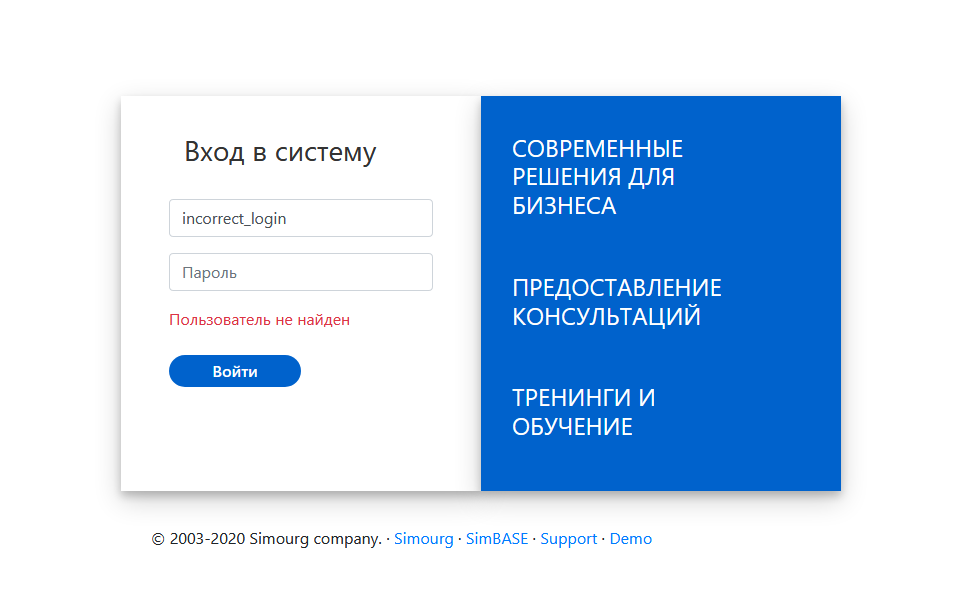 Вход в систему
incorrect_login
Пароль
Пользователь не найден
Войти
СОВРЕМЕННЫЕ
РЕШЕНИЯ ДЛЯ
БИЗНЕСА
ПРЕДОСТАВЛЕНИЕ
КОНСУЛЬТАЦИЙ
ТРЕНИНГИ И
ОБУЧЕНИЕ
© 2003-2020 Simourg company. · Simourg · SimBASE · Support · Demo